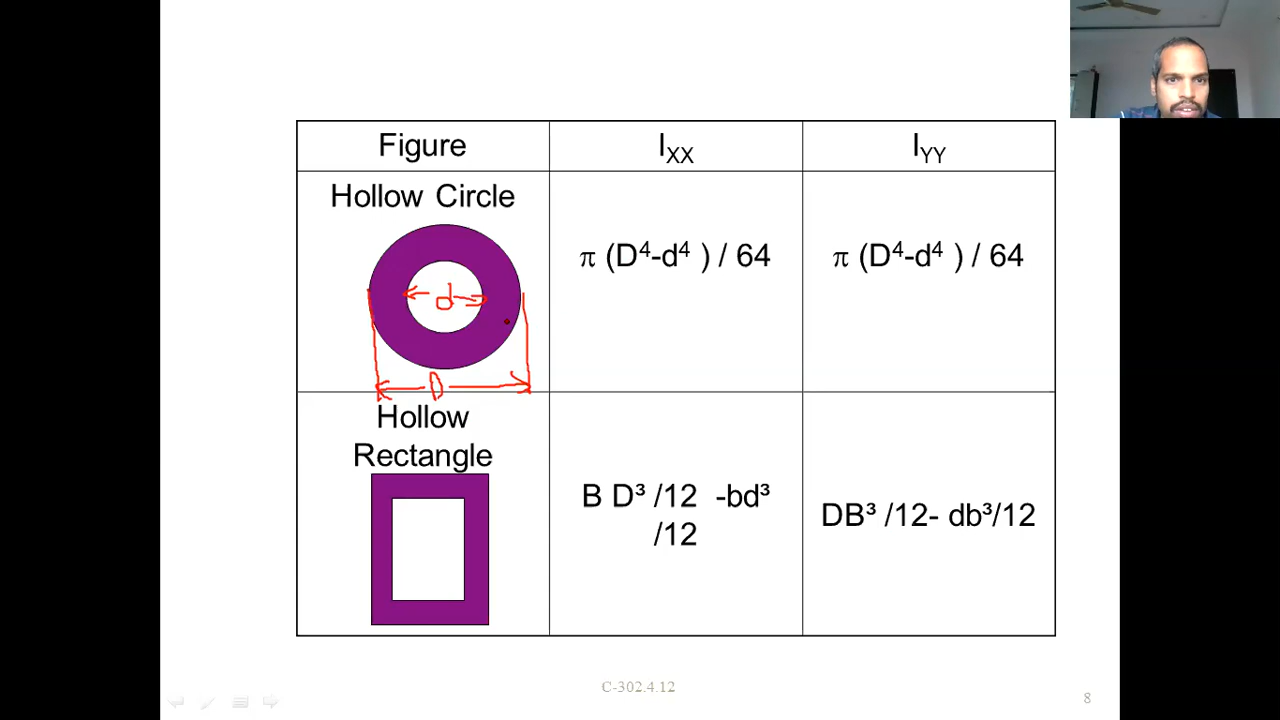 Figure
I_XX
I_YY
Hollow Circle
π (D⁴-d⁴ ) / 64
π (D⁴-d⁴ ) / 64
d
D
Hollow
Rectangle
B D³ /12 -bd³
/12
DB³ /12- db³/12
C-302.4.12
8